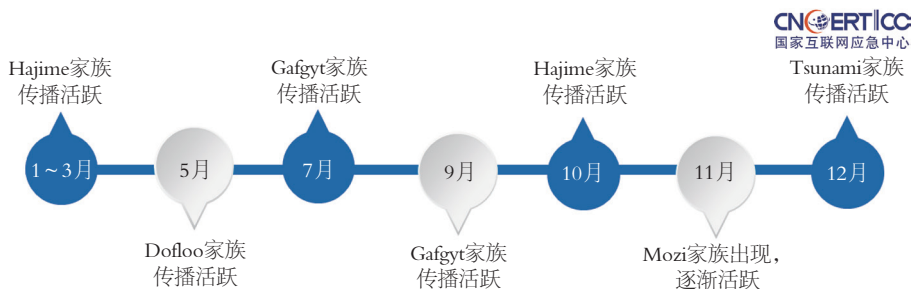 CNCERT/CC
国家互联网应急中心
Hajime家族
传播活跃
Gafgyt家族
传播活跃
Hajime家族
传播活跃
Tsunami家族
传播活跃
1～3月
5月
7月
9月
10月
11月
12月
Dofloo家族
传播活跃
Gafgyt家族
传播活跃
Mozi家族出现，
逐渐活跃